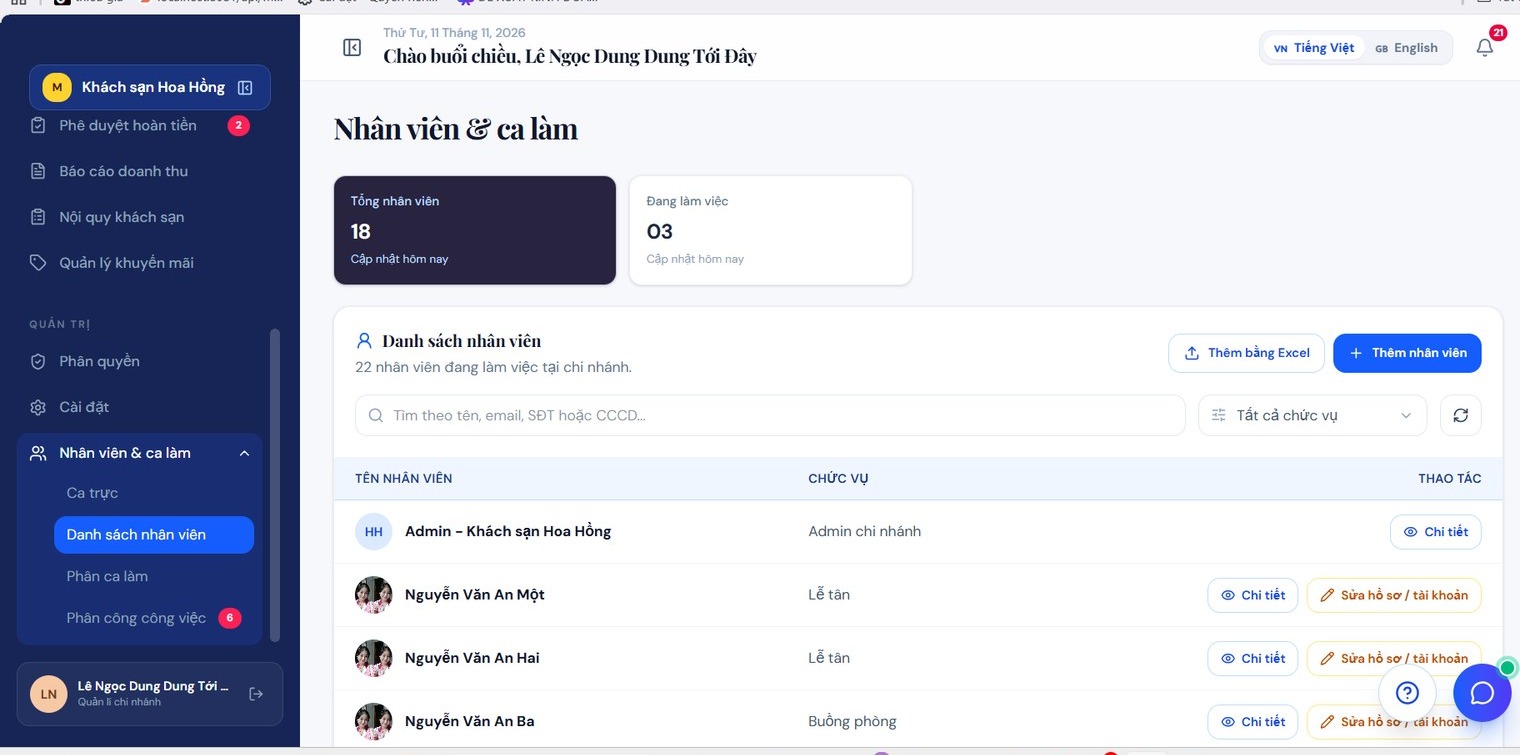 Thứ Tư, 11 Tháng 11, 2026
Chào buổi chiều, Lê Ngọc Dung Dung Tới Đây
VN Tiếng Việt
GB English
21
M Khách sạn Hoa Hồng
Phê duyệt hoàn tiền 2
Báo cáo doanh thu
Nội quy khách sạn
Quản lý khuyến mãi
QUẢN TRỊ
Phân quyền
Cài đặt
Nhân viên & ca làm
Ca trực
Danh sách nhân viên
Phân ca làm
Phân công công việc 6
LN
Lê Ngọc Dung Dung Tới ...
Quản lí chi nhánh
Nhân viên & ca làm
Tổng nhân viên
18
Cập nhật hôm nay
Đang làm việc
03
Cập nhật hôm nay
Danh sách nhân viên
22 nhân viên đang làm việc tại chi nhánh.
Thêm bằng Excel
Thêm nhân viên
Tìm theo tên, email, SĐT hoặc CCCD...
Tất cả chức vụ
TÊN NHÂN VIÊN CHỨC VỤ THAO TÁC
HH Admin - Khách sạn Hoa Hồng Admin chi nhánh Chi tiết
Nguyễn Văn An Một Lễ tân Chi tiết Sửa hồ sơ / tài khoản
Nguyễn Văn An Hai Lễ tân Chi tiết Sửa hồ sơ / tài khoản
Nguyễn Văn An Ba Buồng phòng Chi tiết Sửa hồ sơ / tài khoản